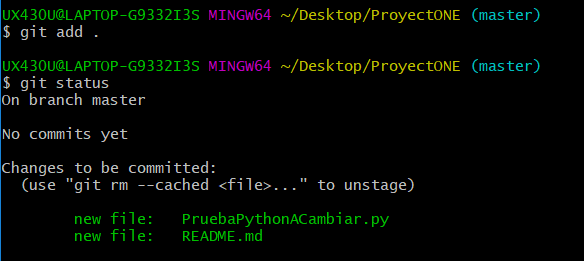 UX430U@LAPTOP-G9332I3S MINGW64 ~/Desktop/ProyectONE (master)
$ git add .
UX430U@LAPTOP-G9332I3S MINGW64 ~/Desktop/ProyectONE (master)
$ git status
On branch master
No commits yet
Changes to be committed:
  (use "git rm --cached <file>..." to unstage)
        new file:   PruebaPythonACambiar.py
        new file:   README.md